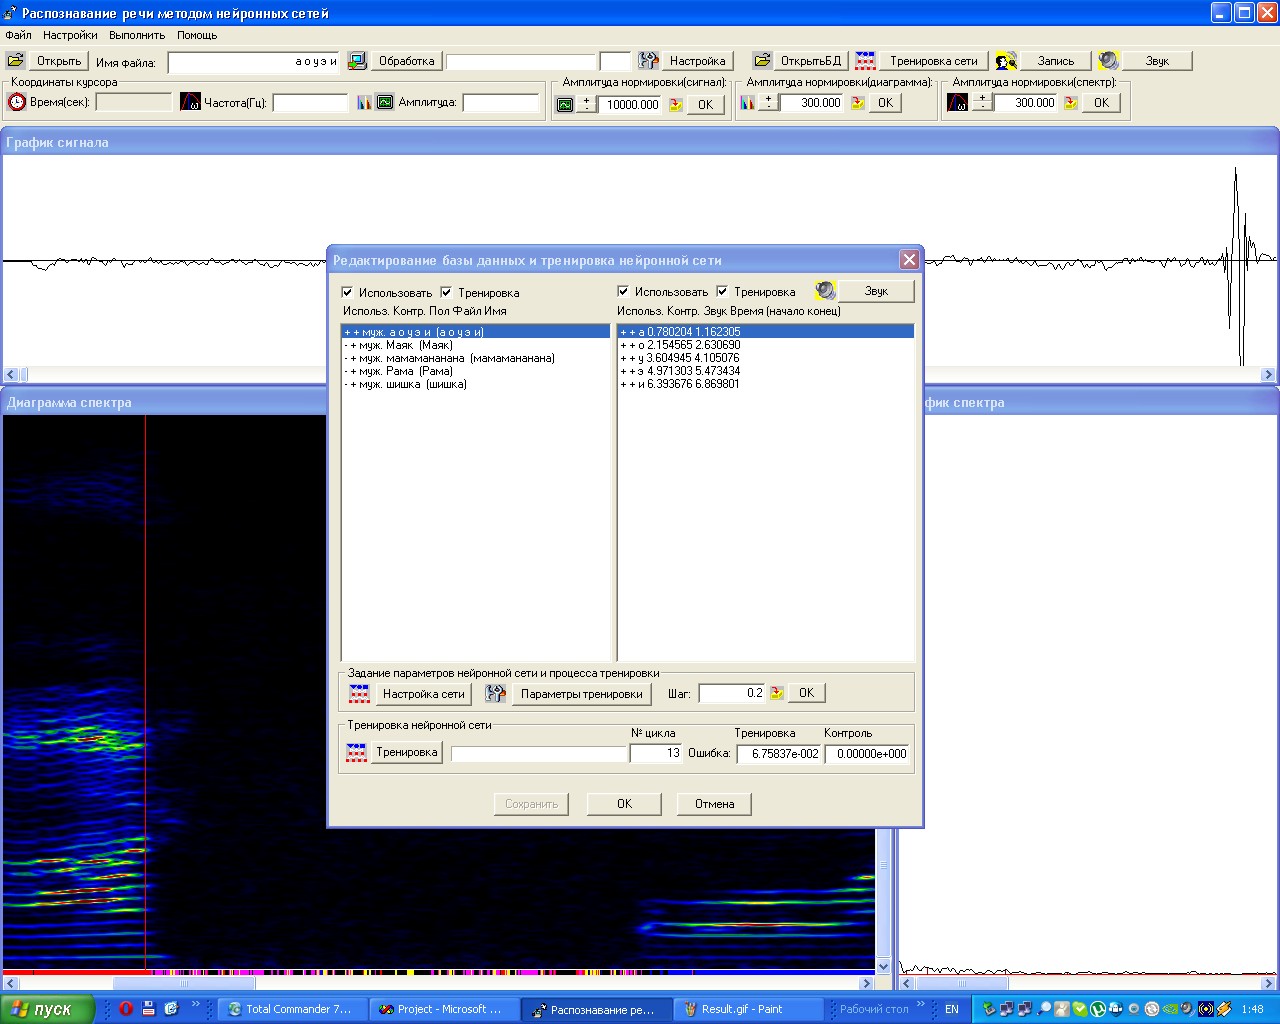 Распознавание речи методом нейронных сетей
Файл Настройки Выполнить Помощь
Открыть Имя Файла: а о у э и Обработка Настройка ОткрытьБД Тренировка сети Запись Звук
Координаты курсора Амплитуда нормировки(сигнал): Амплитуда нормировки(диаграмма): Амплитуда нормировки(спектр):
Время(сек): Частота(Гц): Амплитуда: + - 10000.000 OK + - 300.000 OK + - 300.000 OK
График сигнала
Редактирование базы данных и тренировка нейронной сети
Использовать Тренировка Использовать Тренировка Звук
Использ. Контр. Пол Файл Имя Использ. Контр. Звук Время (начало конец)
+ + муж. а о у э и (а о у э и) + + а 0.780204 1.162305
- + муж. Маяк (Маяк) + + о 2.154565 2.630690
- + муж. мамамананана (мамамананана) + + у 3.604945 4.105076
- + муж. Рама (Рама) + + э 4.971303 5.473434
- + муж. шишка (шишка) + + и 6.393676 6.869801
Диаграмма спектра фик спектра
Задание параметров нейронной сети и процесса тренировки
Настройка сети Параметры тренировки Шаг: 0.2 OK
Тренировка нейронной сети № цикла Тренировка Контроль
Тренировка 13 Ошибка: 6.75837e-002 0.00000e+000
Сохранить OK Отмена
пуск » Total Commander 7... Project - Microsoft ... Распознавание ре... Result.gif - Paint Рабочий стол » EN 1:48